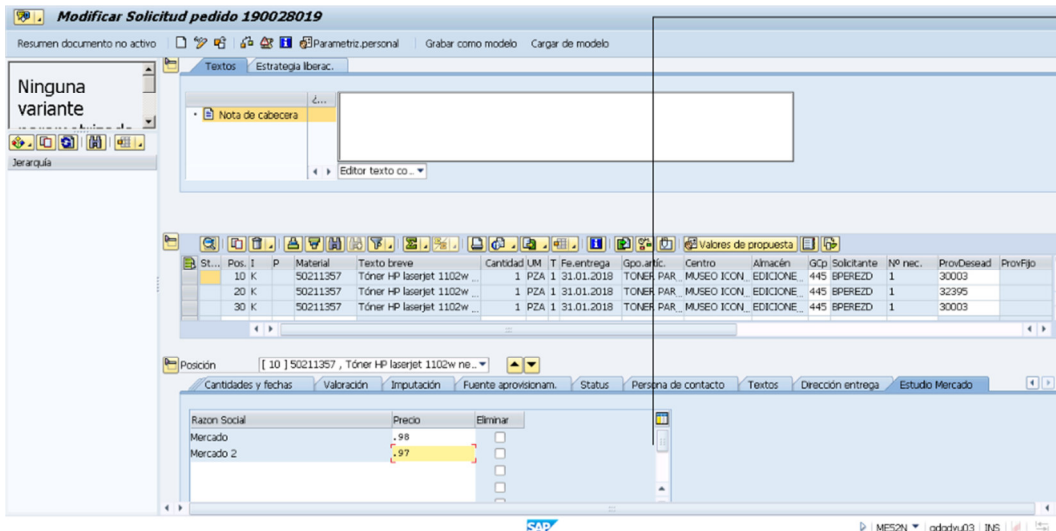 Modificar Solicitud pedido 190028019
Resumen documento no activo Parametriz.personal Grabar como modelo Cargar de modelo
Ninguna
variante
Textos Estrategia liberac.
¿...
Nota de cabecera
Editor texto co...
Jerarquía
Valores de propuesta
St... Pos. I P Material Texto breve Cantidad UM T Fe.entrega Gpo.artíc. Centro Almacén GCp Solicitante Nº nec. ProvDesead ProvFijo
10 K 50211357 Tóner HP laserjet 1102w ... 1 PZA 1 31.01.2018 TONER PAR... MUSEO ICON... EDICIONE... 445 BPEREZD 1 30003
20 K 50211357 Tóner HP laserjet 1102w ... 1 PZA 1 31.01.2018 TONER PAR... MUSEO ICON... EDICIONE... 445 BPEREZD 1 32395
30 K 50211357 Tóner HP laserjet 1102w ... 1 PZA 1 31.01.2018 TONER PAR... MUSEO ICON... EDICIONE... 445 BPEREZD 1 30003
Posición [ 10 ] 50211357 , Tóner HP laserjet 1102w ne...
Cantidades y fechas Valoración Imputación Fuente aprovisionam. Status Persona de contacto Textos Dirección entrega Estudio Mercado
Razon Social Precio Eliminar
Mercado .98
Mercado 2 .97
SAP
ME52N qdqdvu03 INS